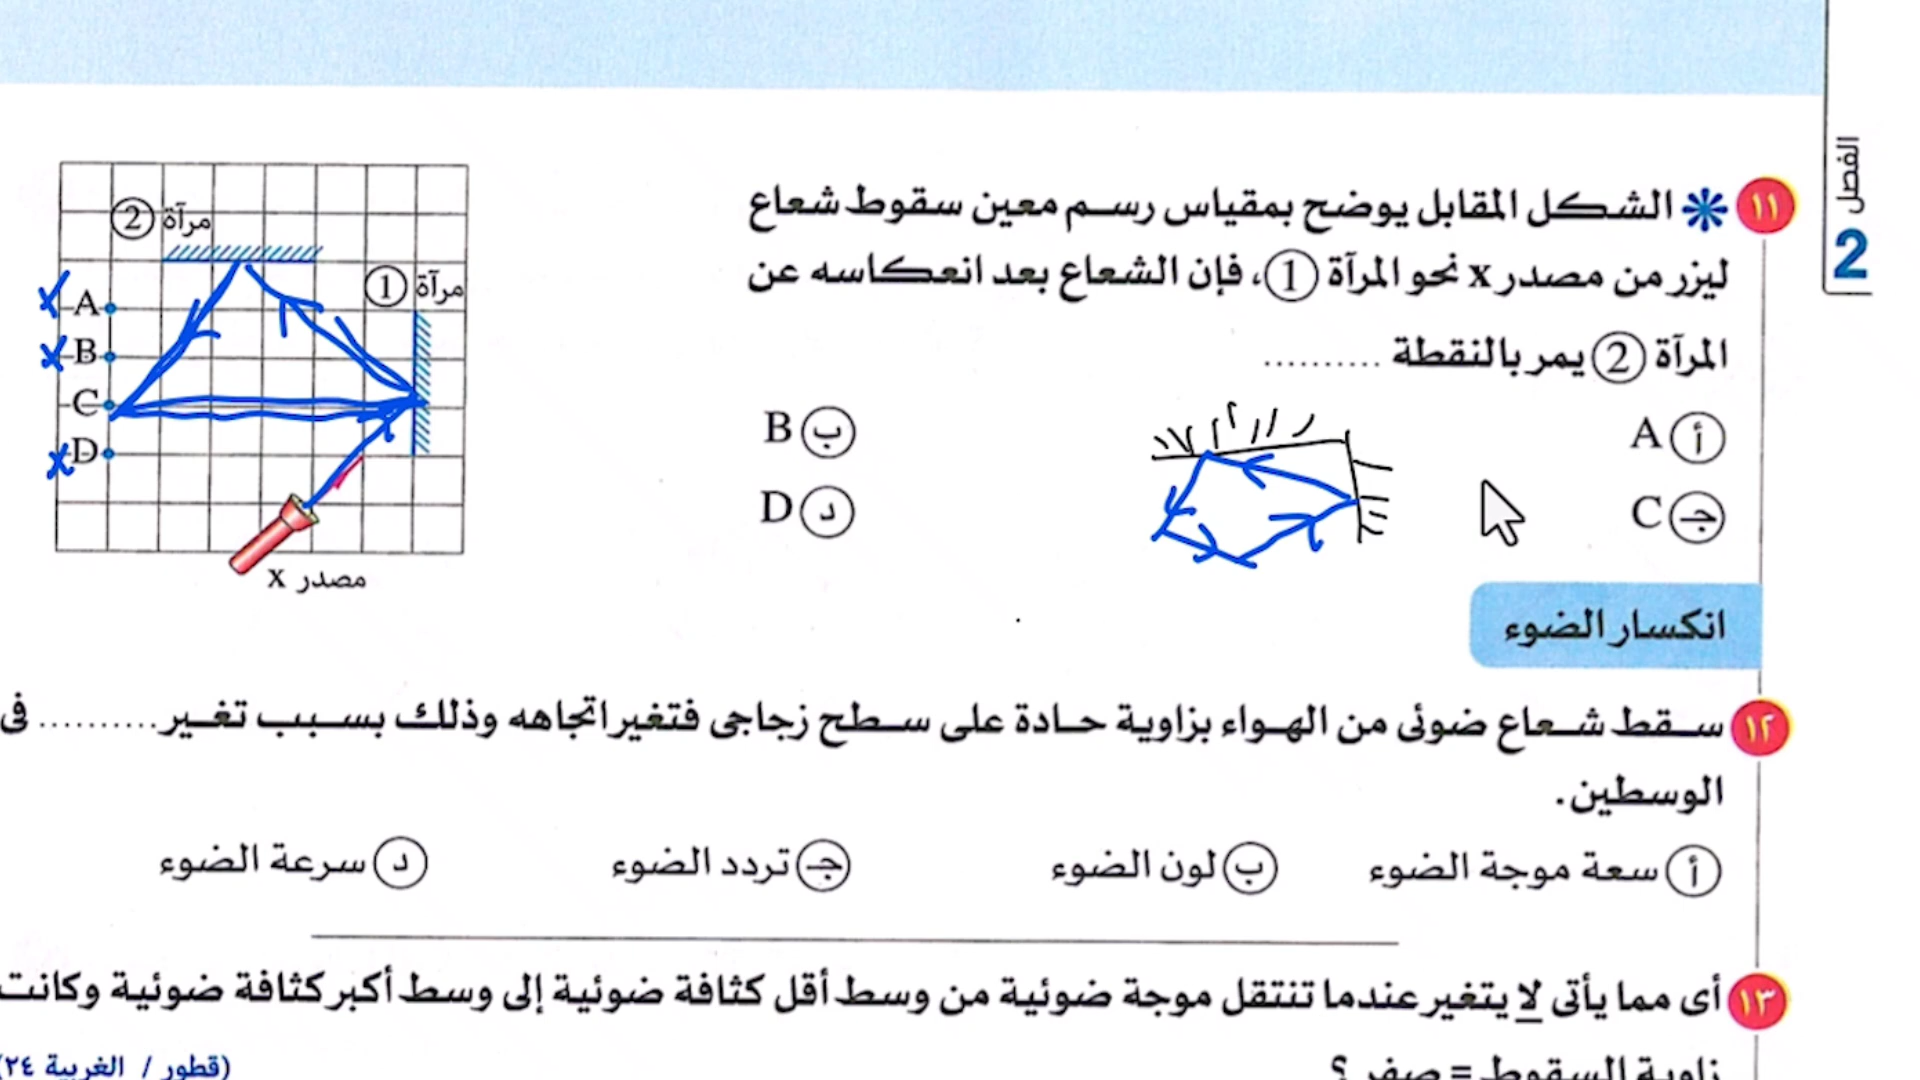 الفصل
2
١١ * الشكل المقابل يوضح بمقياس رسم معين سقوط شعاع
ليزر من مصدر x نحو المرآة ①، فإن الشعاع بعد انعكاسه عن
المرآة ② يمر بالنقطة ..........
أ A
ب B
جـ C
د D
مرآة ②
مرآة ①
A
B
C
D
مصدر x
انكسار الضوء
١٢ سقط شعاع ضوئى من الهواء بزاوية حادة على سطح زجاجى فتغير اتجاهه وذلك بسبب تغير .......... فى
الوسطين.
أ سعة موجة الضوء
ب لون الضوء
جـ تردد الضوء
د سرعة الضوء
١٣ أى مما يأتى لا يتغير عندما تنتقل موجة ضوئية من وسط أقل كثافة ضوئية إلى وسط أكبر كثافة ضوئية وكانت
زاوية السقوط = صفر ؟
(قطور / الغربية ٢٤)